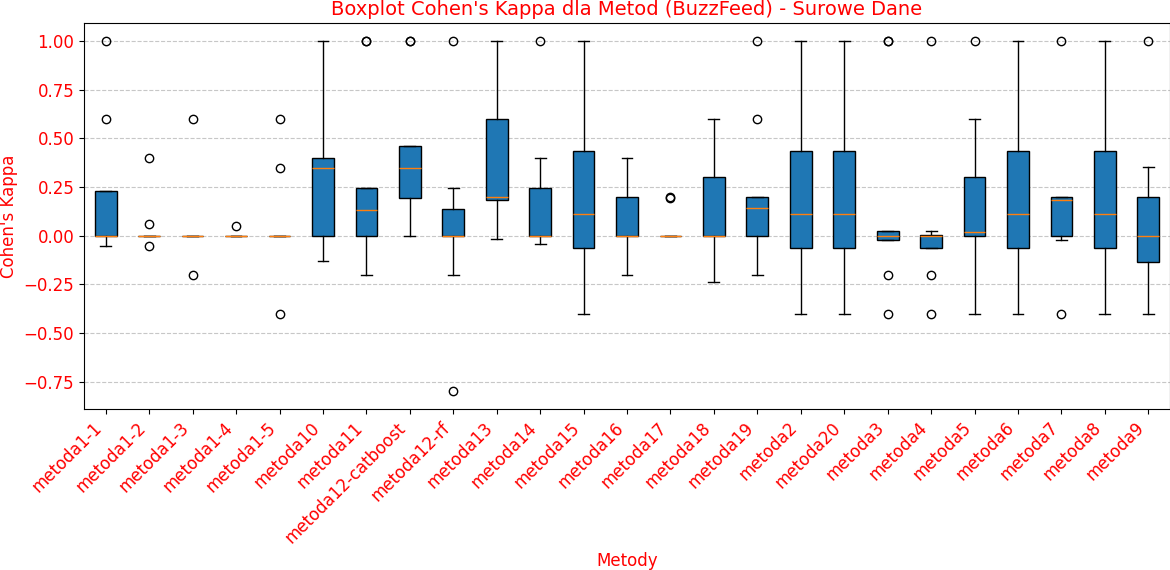 Boxplot Cohen's Kappa dla Metod (BuzzFeed) - Surowe Dane
Cohen's Kappa
1.00
0.75
0.50
0.25
0.00
−0.25
−0.50
−0.75
metoda1-1
metoda1-2
metoda1-3
metoda1-4
metoda1-5
metoda10
metoda11
metoda12-catboost
metoda12-rf
metoda13
metoda14
metoda15
metoda16
metoda17
metoda18
metoda19
metoda2
metoda20
metoda3
metoda4
metoda5
metoda6
metoda7
metoda8
metoda9
Metody